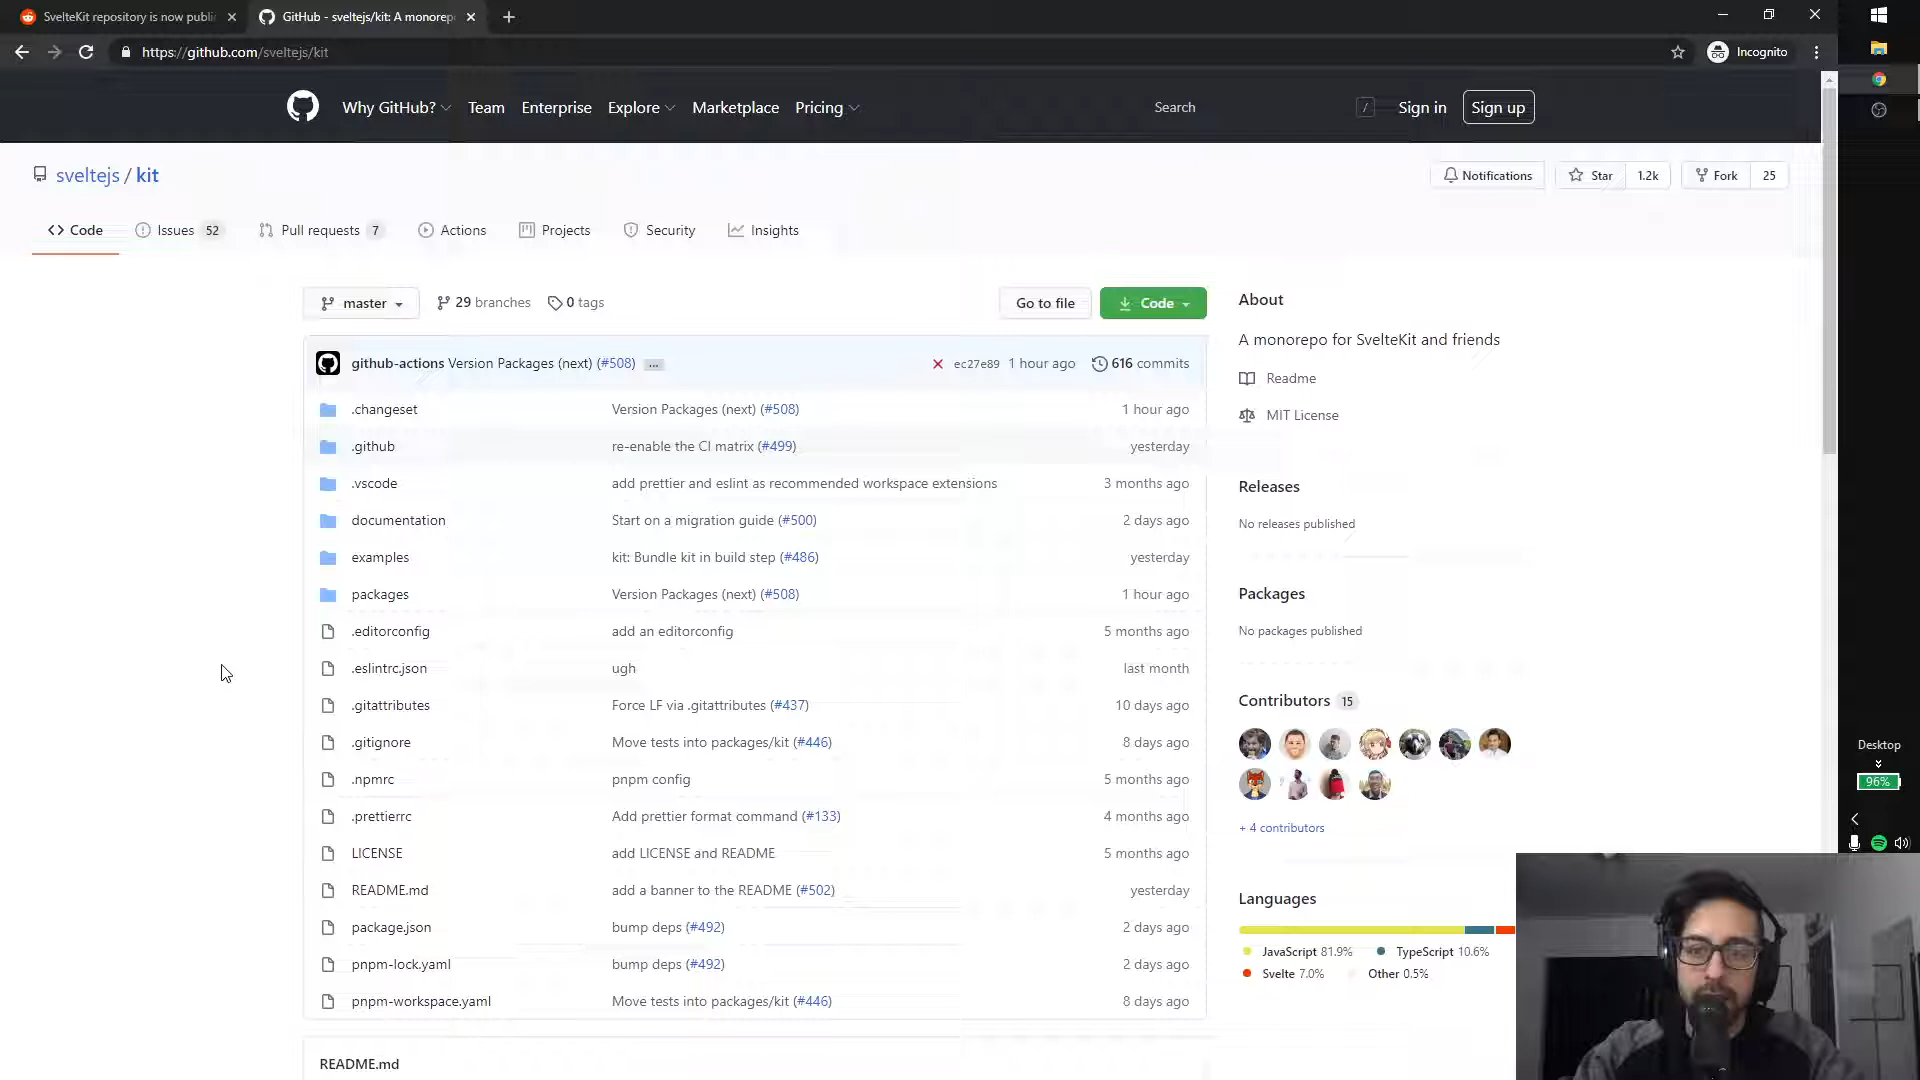 SvelteKit repository is now publi
GitHub - sveltejs/kit: A monorep
https://github.com/sveltejs/kit
Incognito
Why GitHub? Team Enterprise Explore Marketplace Pricing
Search /
Sign in Sign up
sveltejs / kit
Notifications Star 1.2k Fork 25
Code Issues 52 Pull requests 7 Actions Projects Security Insights
master 29 branches 0 tags
Go to file Code
github-actions Version Packages (next) (#508) ... ec27e89 1 hour ago 616 commits
.changeset Version Packages (next) (#508) 1 hour ago
.github re-enable the CI matrix (#499) yesterday
.vscode add prettier and eslint as recommended workspace extensions 3 months ago
documentation Start on a migration guide (#500) 2 days ago
examples kit: Bundle kit in build step (#486) yesterday
packages Version Packages (next) (#508) 1 hour ago
.editorconfig add an editorconfig 5 months ago
.eslintrc.json ugh last month
.gitattributes Force LF via .gitattributes (#437) 10 days ago
.gitignore Move tests into packages/kit (#446) 8 days ago
.npmrc pnpm config 5 months ago
.prettierrc Add prettier format command (#133) 4 months ago
LICENSE add LICENSE and README 5 months ago
README.md add a banner to the README (#502) yesterday
package.json bump deps (#492) 2 days ago
pnpm-lock.yaml bump deps (#492) 2 days ago
pnpm-workspace.yaml Move tests into packages/kit (#446) 8 days ago
README.md
About
A monorepo for SvelteKit and friends
Readme
MIT License
Releases
No releases published
Packages
No packages published
Contributors 15
+ 4 contributors
Languages
JavaScript 81.9% TypeScript 10.6%
Svelte 7.0% Other 0.5%
Desktop
96%